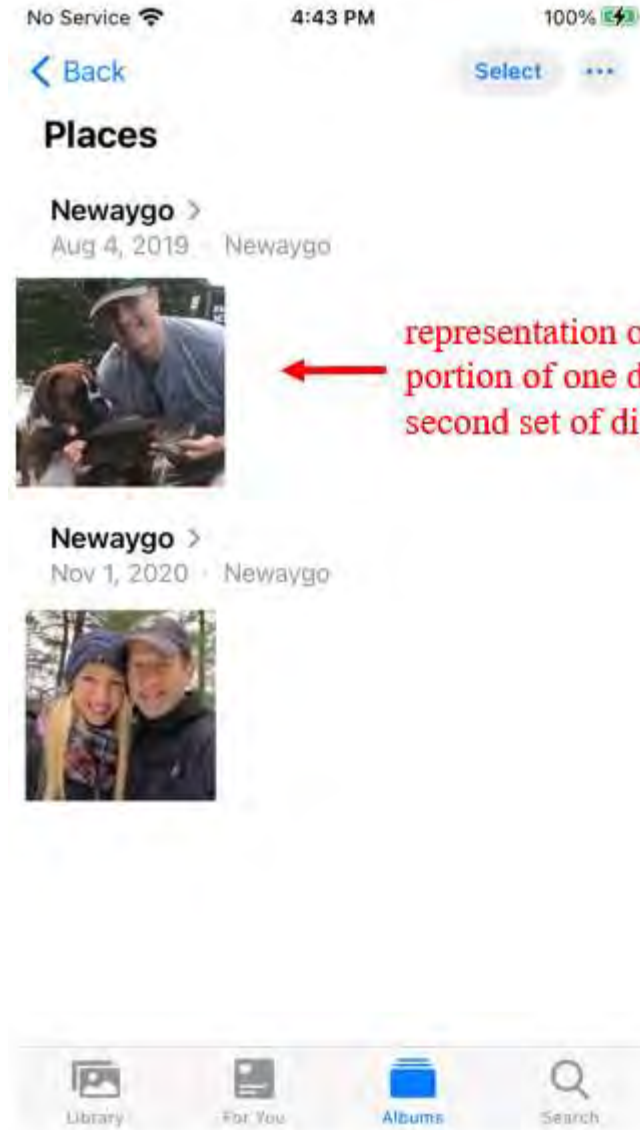 No Service 4:43 PM 100%
Back Select ...
Places
Newaygo >
Aug 4, 2019 · Newaygo
representation o
portion of one d
second set of di
Newaygo >
Nov 1, 2020 · Newaygo
Library For You Albums Search